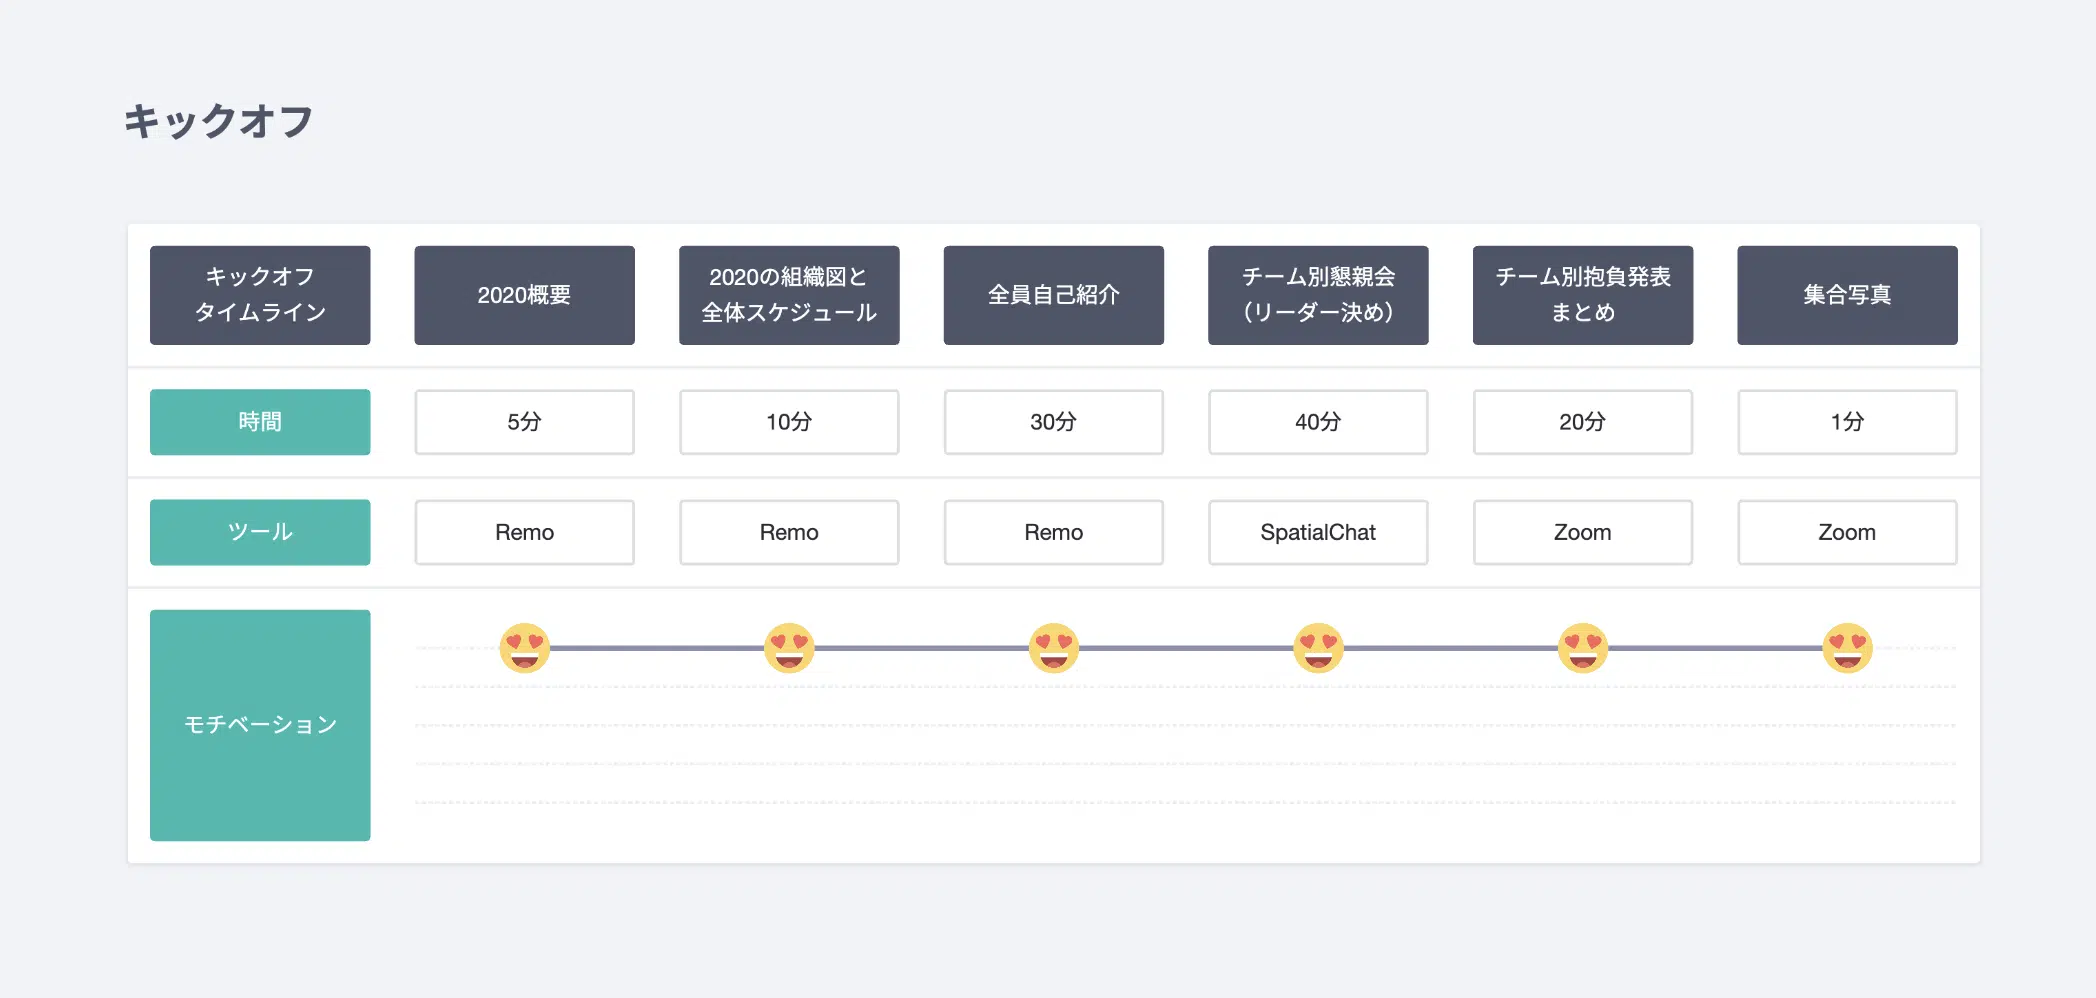 キックオフ
キックオフ
タイムライン
2020概要
2020の組織図と
全体スケジュール
全員自己紹介
チーム別懇親会
（リーダー決め）
チーム別抱負発表
まとめ
集合写真
時間
5分
10分
30分
40分
20分
1分
ツール
Remo
Remo
Remo
SpatialChat
Zoom
Zoom
モチベーション